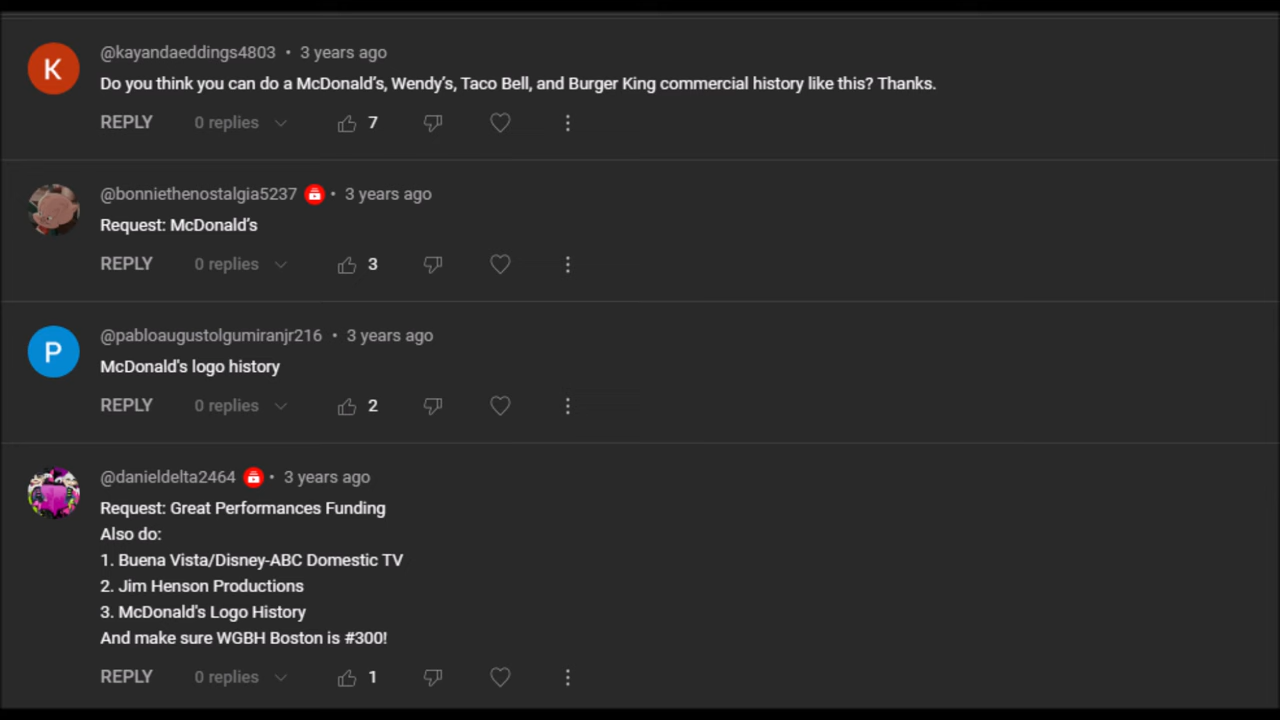 K
@kayandaeddings4803 • 3 years ago
Do you think you can do a McDonald's, Wendy's, Taco Bell, and Burger King commercial history like this? Thanks.
REPLY 0 replies 7
@bonniethenostalgia5237 • 3 years ago
Request: McDonald's
REPLY 0 replies 3
P
@pabloaugustolgumiranjr216 • 3 years ago
McDonald's logo history
REPLY 0 replies 2
@danieldelta2464 • 3 years ago
Request: Great Performances Funding
Also do:
1. Buena Vista/Disney-ABC Domestic TV
2. Jim Henson Productions
3. McDonald's Logo History
And make sure WGBH Boston is #300!
REPLY 0 replies 1